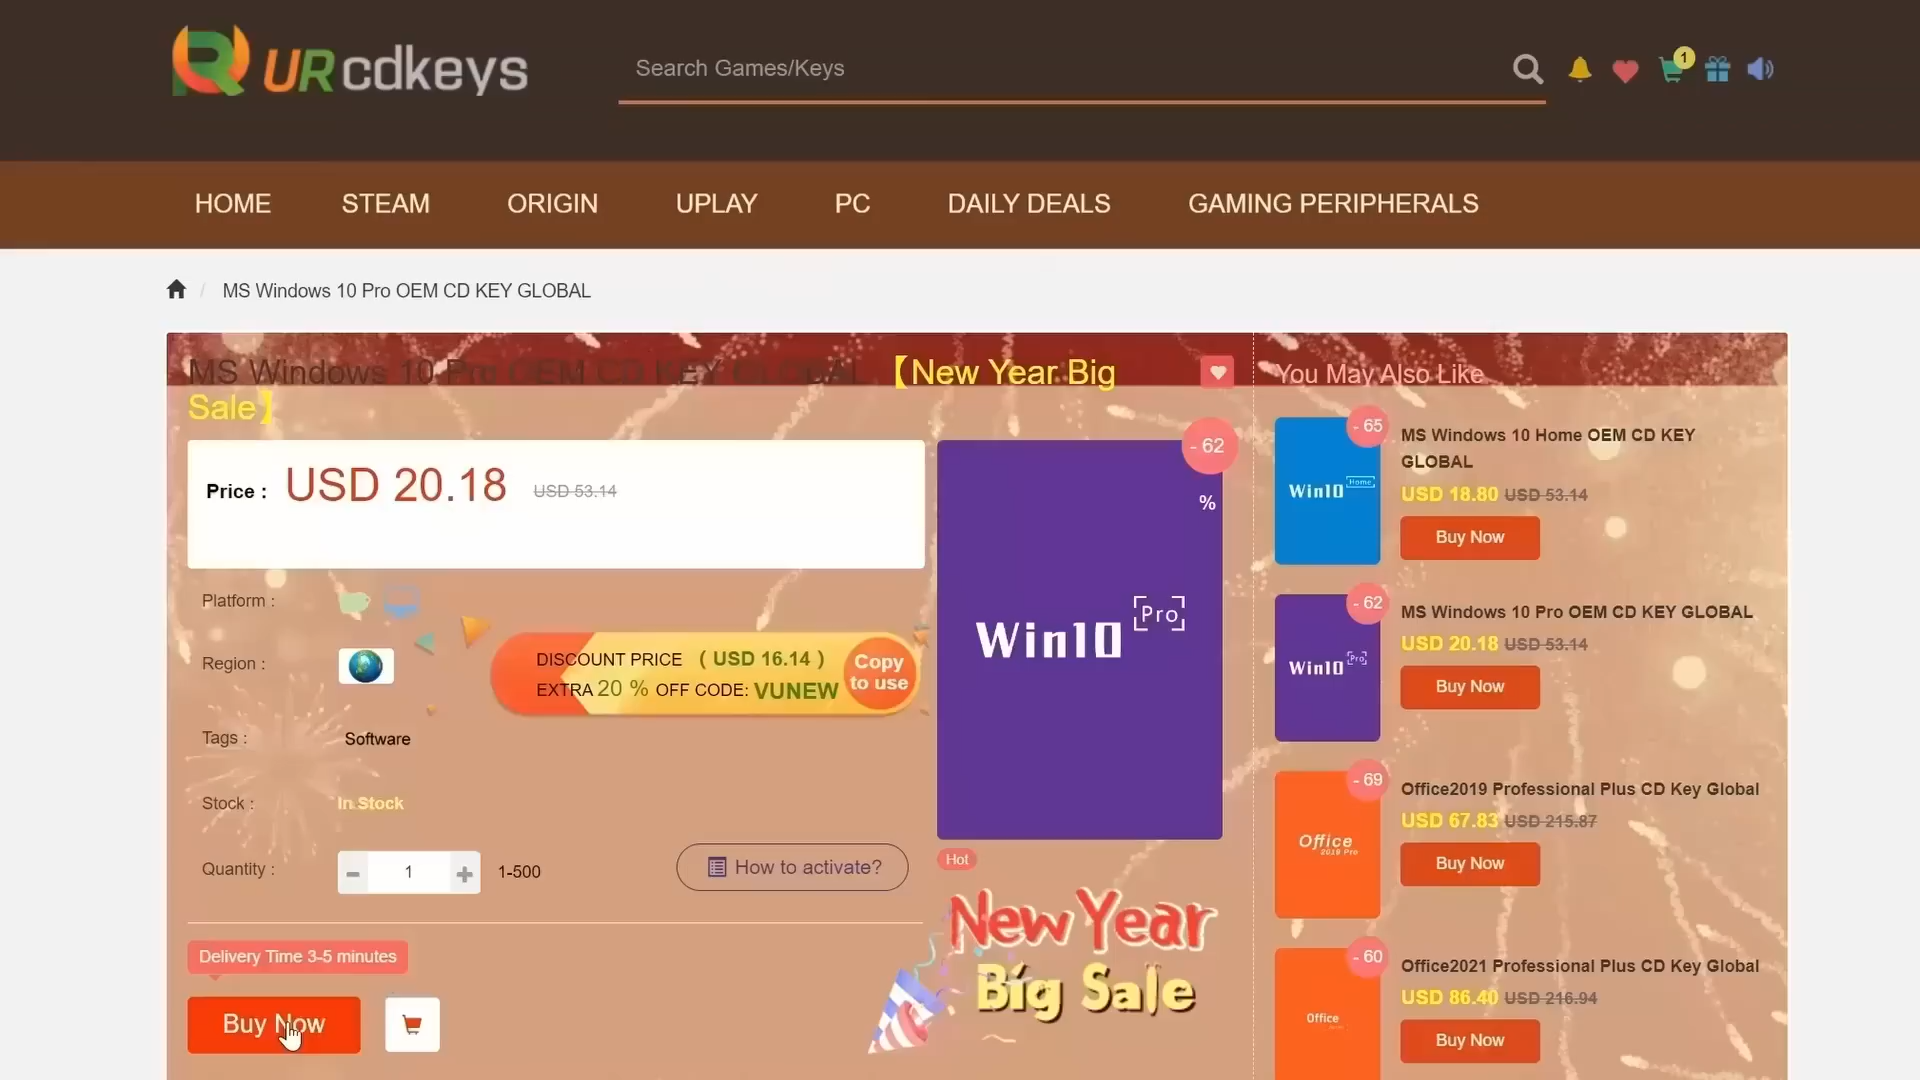 URcdkeys
Search Games/Keys
1
HOME
STEAM
ORIGIN
UPLAY
PC
DAILY DEALS
GAMING PERIPHERALS
/ MS Windows 10 Pro OEM CD KEY GLOBAL
MS Windows 10 Pro OEM CD KEY GLOBAL 【New Year Big
Sale】
Price : USD 20.18 USD 53.14
Platform :
Region :
DISCOUNT PRICE ( USD 16.14 )
EXTRA 20 % OFF CODE: VUNEW
Copy
to use
Tags : Software
Stock : In Stock
Quantity : 1 1-500
How to activate?
Delivery Time 3-5 minutes
Buy Now
- 62
%
Win10 Pro
Hot
New Year
Big Sale
You May Also Like
- 65
Win10 Home
MS Windows 10 Home OEM CD KEY
GLOBAL
USD 18.80 USD 53.14
Buy Now
- 62
Win10 Pro
MS Windows 10 Pro OEM CD KEY GLOBAL
USD 20.18 USD 53.14
Buy Now
- 69
Office
2019 Pro
Office2019 Professional Plus CD Key Global
USD 67.83 USD 215.87
Buy Now
- 60
Office
Office2021 Professional Plus CD Key Global
USD 86.40 USD 216.94
Buy Now